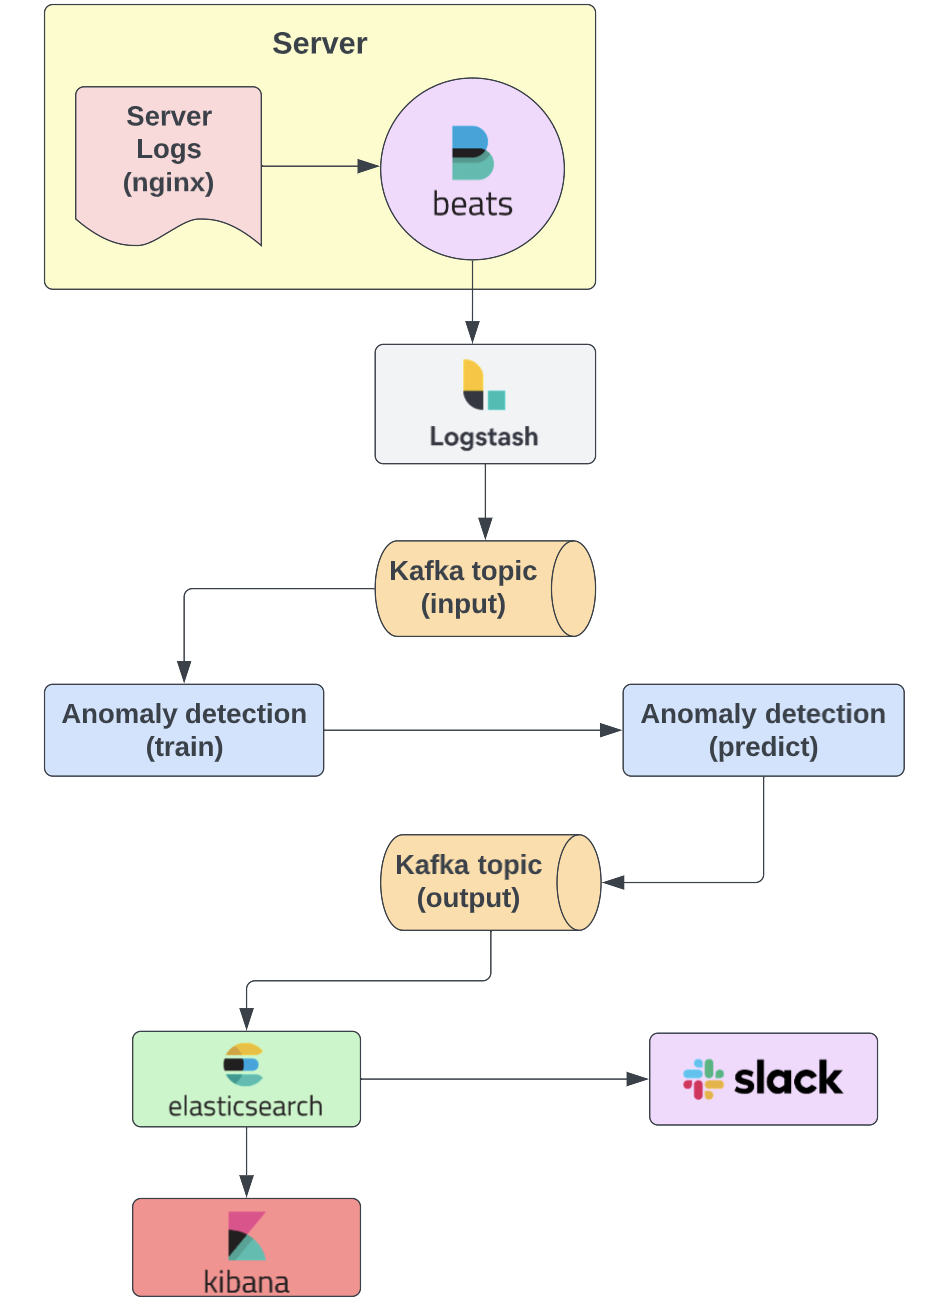 Server
Server
Logs
(nginx)
beats
Logstash
Kafka topic
(input)
Anomaly detection
(train)
Anomaly detection
(predict)
Kafka topic
(output)
elasticsearch
slack
kibana